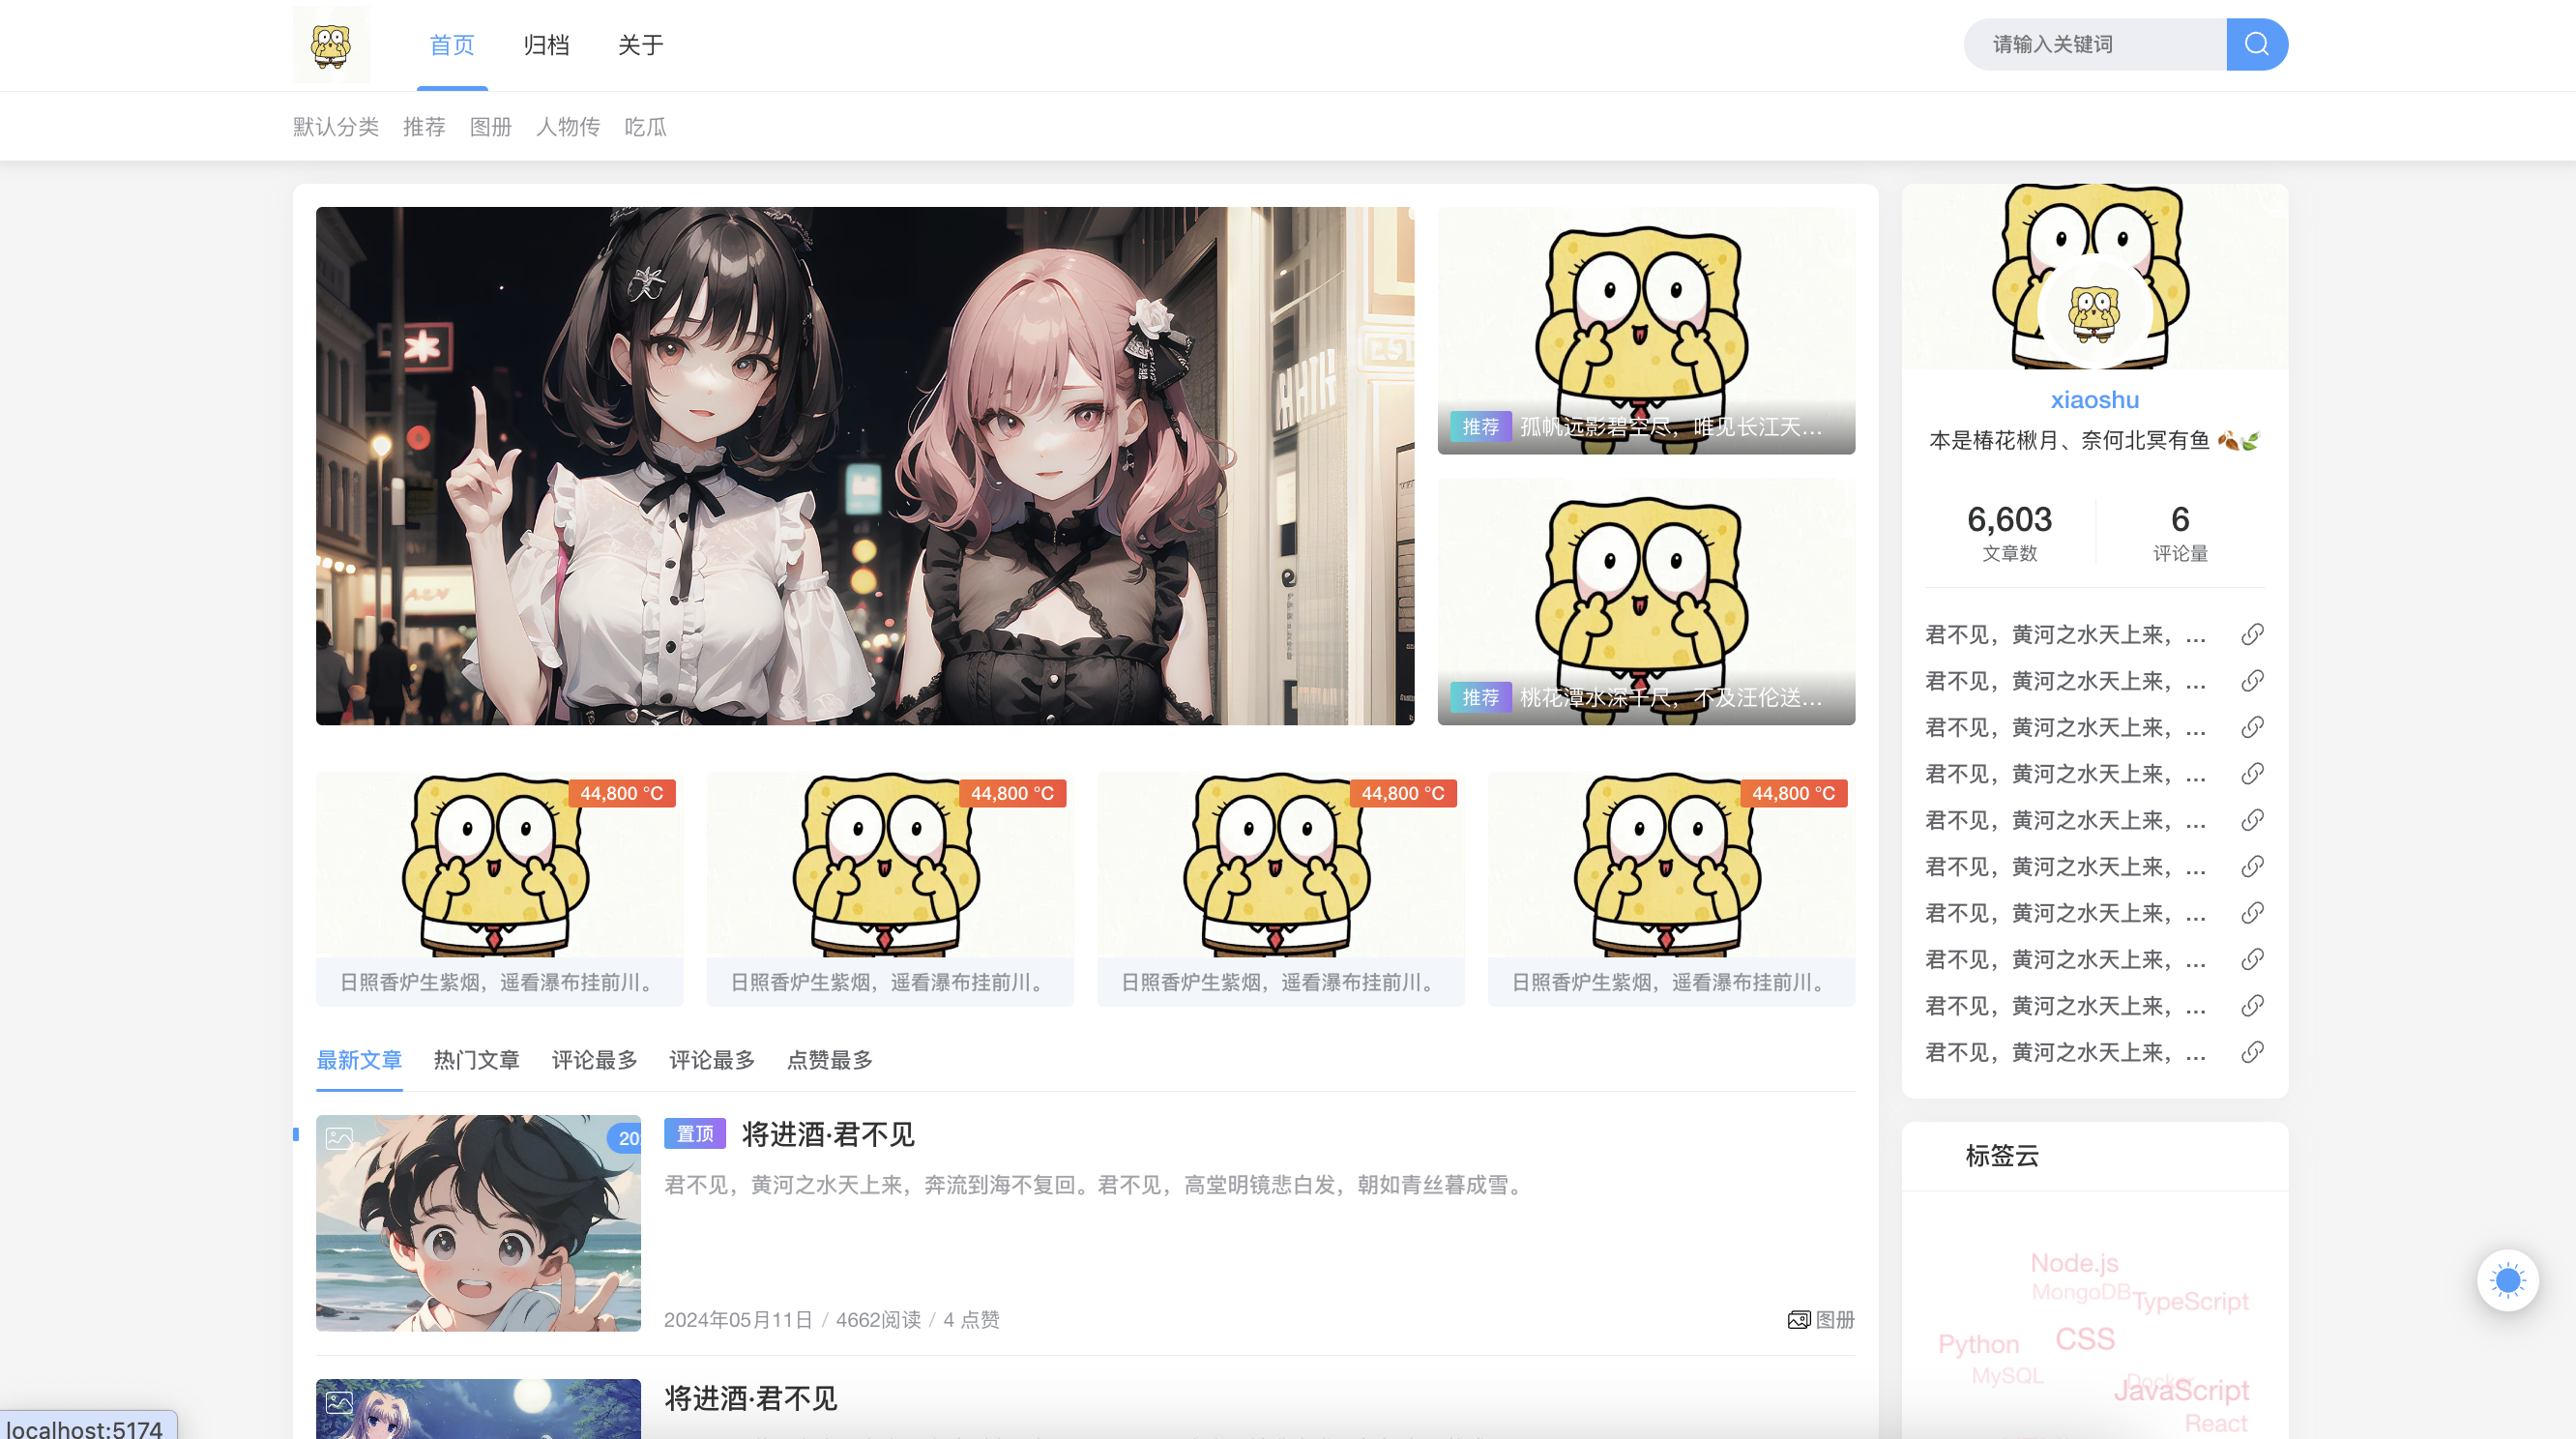 首页 归档 关于
请输入关键词
默认分类 推荐 图册 人物传 吃瓜
推荐 孤帆远影碧空尽，唯见长江天...
推荐 桃花潭水深千尺，不及汪伦送...
44,800 °C
日照香炉生紫烟，遥看瀑布挂前川。
44,800 °C
日照香炉生紫烟，遥看瀑布挂前川。
44,800 °C
日照香炉生紫烟，遥看瀑布挂前川。
44,800 °C
日照香炉生紫烟，遥看瀑布挂前川。
最新文章 热门文章 评论最多 评论最多 点赞最多
20
置顶 将进酒·君不见
君不见，黄河之水天上来，奔流到海不复回。君不见，高堂明镜悲白发，朝如青丝暮成雪。
2024年05月11日 / 4662阅读 / 4 点赞
图册
将进酒·君不见
xiaoshu
本是椿花楸月、奈何北冥有鱼 🍂🍃
6,603 6
文章数 评论量
君不见，黄河之水天上来，...
君不见，黄河之水天上来，...
君不见，黄河之水天上来，...
君不见，黄河之水天上来，...
君不见，黄河之水天上来，...
君不见，黄河之水天上来，...
君不见，黄河之水天上来，...
君不见，黄河之水天上来，...
君不见，黄河之水天上来，...
君不见，黄河之水天上来，...
标签云
Node.js
MongoDB
TypeScript
Python
CSS
MySQL
Docker
JavaScript
React
localhost:5174